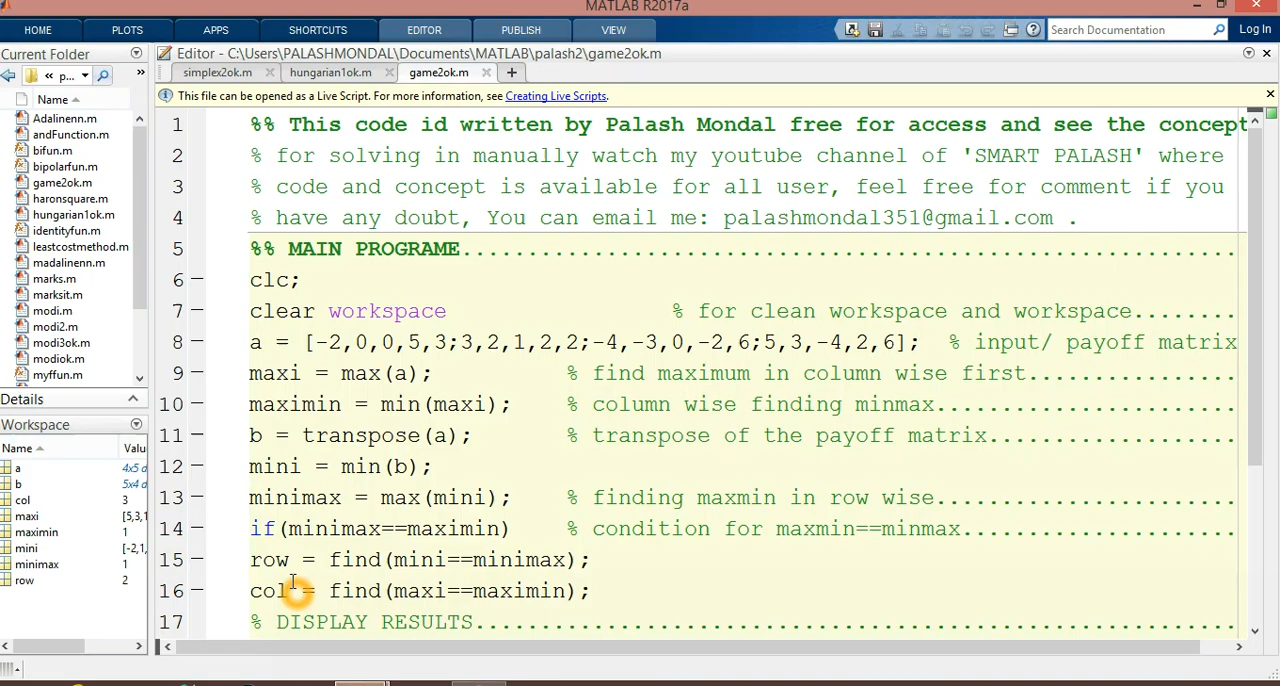 MATLAB R2017a
HOME PLOTS APPS SHORTCUTS EDITOR PUBLISH VIEW Search Documentation Log In
Current Folder
Editor - C:\Users\PALASHMONDAL\Documents\MATLAB\palash2\game2ok.m
« p...
simplex2ok.m hungarian1ok.m game2ok.m
Name
This file can be opened as a Live Script. For more information, see Creating Live Scripts.
Adalinenn.m
andFunction.m
bifun.m
bipolarfun.m
game2ok.m
haronsquare.m
hungarian1ok.m
identityfun.m
leastcostmethod.m
madalinenn.m
marks.m
marksit.m
modi.m
modi2.m
modi3ok.m
modiok.m
myffun.m
Details
Workspace
Name Valu
a 4x5 d
b 5x4 d
col 3
maxi [5,3,1
maximin 1
mini [-2,1,
minimax 1
row 2
1 %% This code id written by Palash Mondal free for access and see the concept
2 % for solving in manually watch my youtube channel of 'SMART PALASH' where
3 % code and concept is available for all user, feel free for comment if you
4 % have any doubt, You can email me: palashmondal351@gmail.com .
5 %% MAIN PROGRAME...........................................................
6 clc;
7 clear workspace % for clean workspace and workspace........
8 a = [-2,0,0,5,3;3,2,1,2,2;-4,-3,0,-2,6;5,3,-4,2,6]; % input/ payoff matrix
9 maxi = max(a); % find maximum in column wise first................
10 maximin = min(maxi); % column wise finding minmax.......................
11 b = transpose(a); % transpose of the payoff matrix...................
12 mini = min(b);
13 minimax = max(mini); % finding maxmin in row wise.......................
14 if(minimax==maximin) % condition for maxmin==minmax.....................
15 row = find(mini==minimax);
16 col = find(maxi==maximin);
17 % DISPLAY RESULTS..........................................................